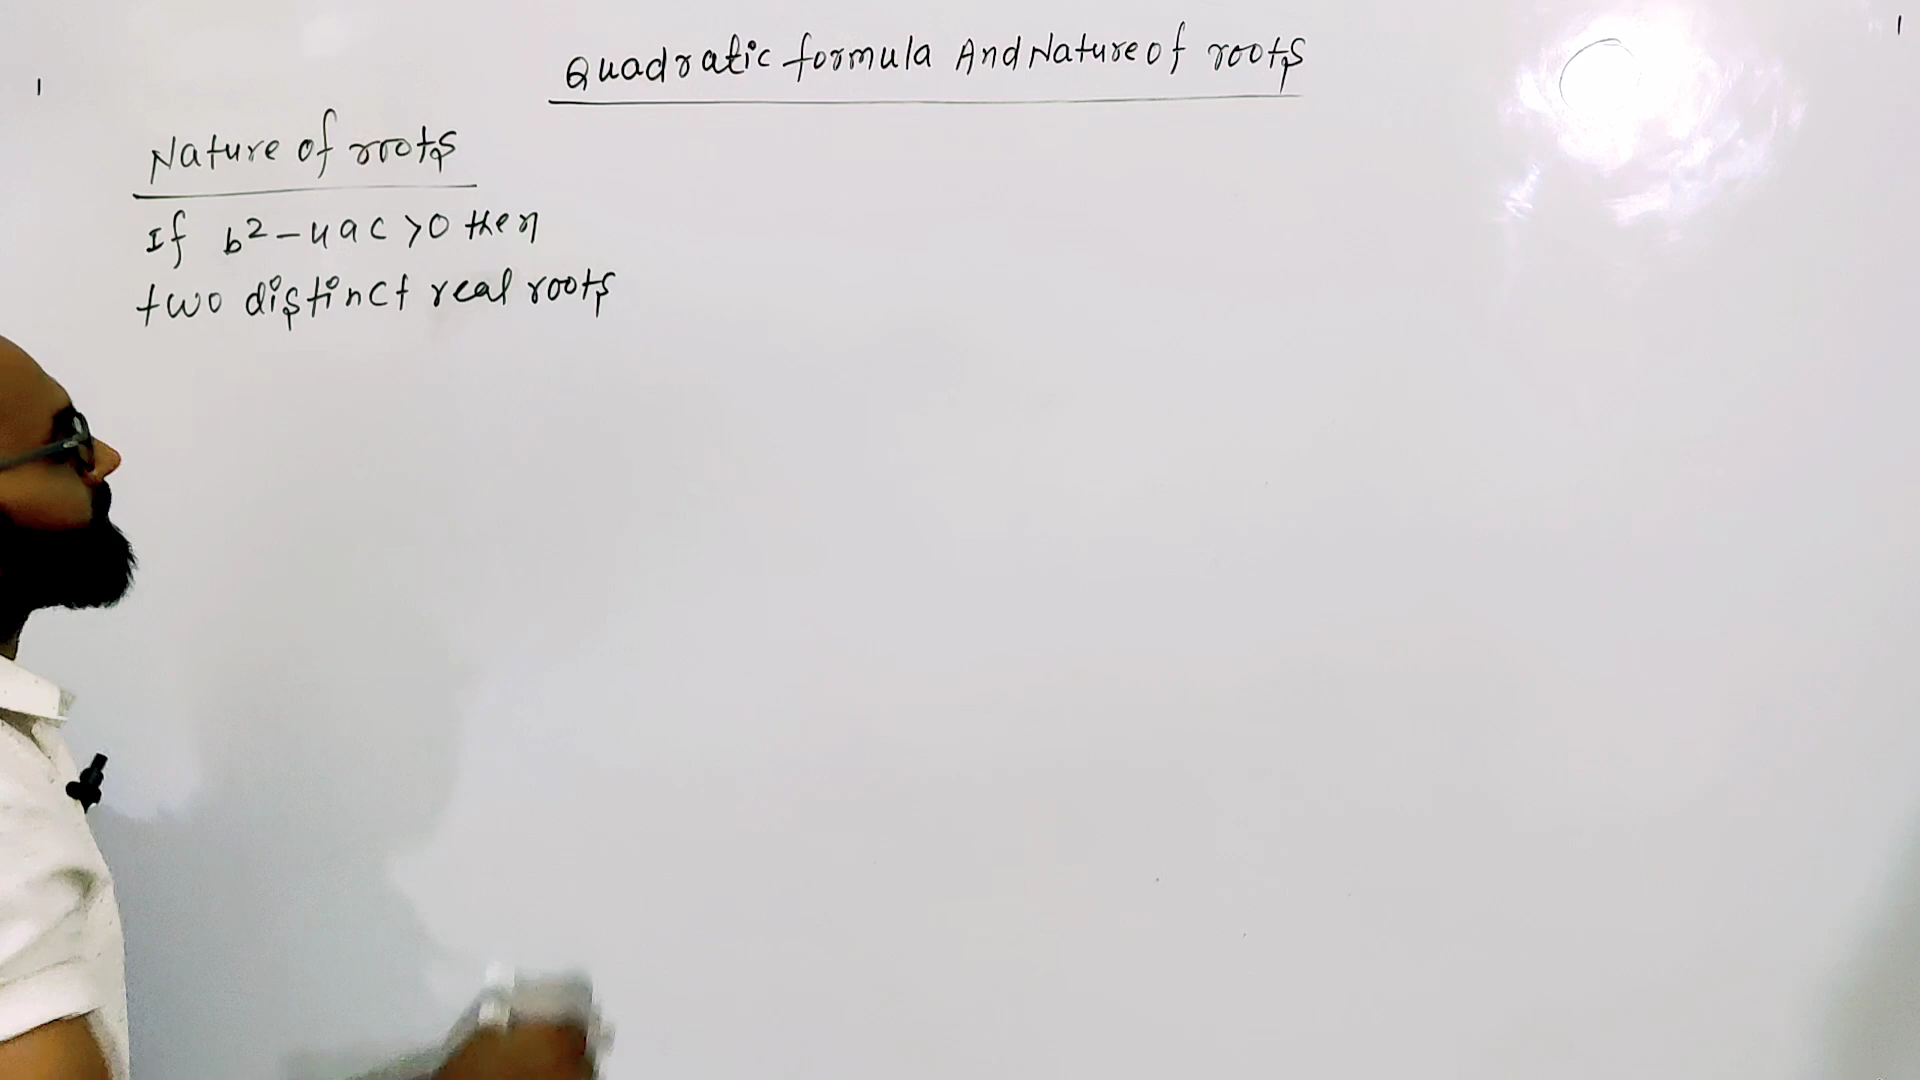 Quadratic formula And Nature of roots
Nature of roots
If b²-4ac>0 then
two distinct real roots